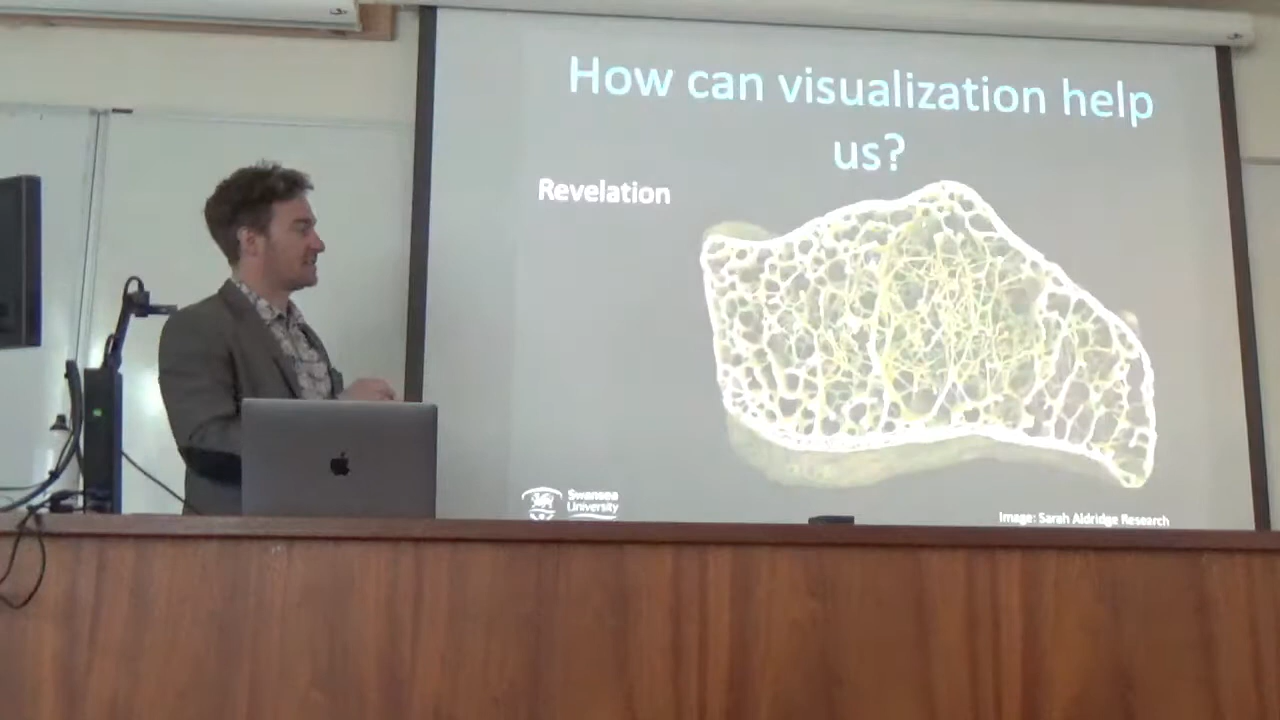 How can visualization help
us?
Revelation
Swansea
University
Image: Sarah Aldridge Research